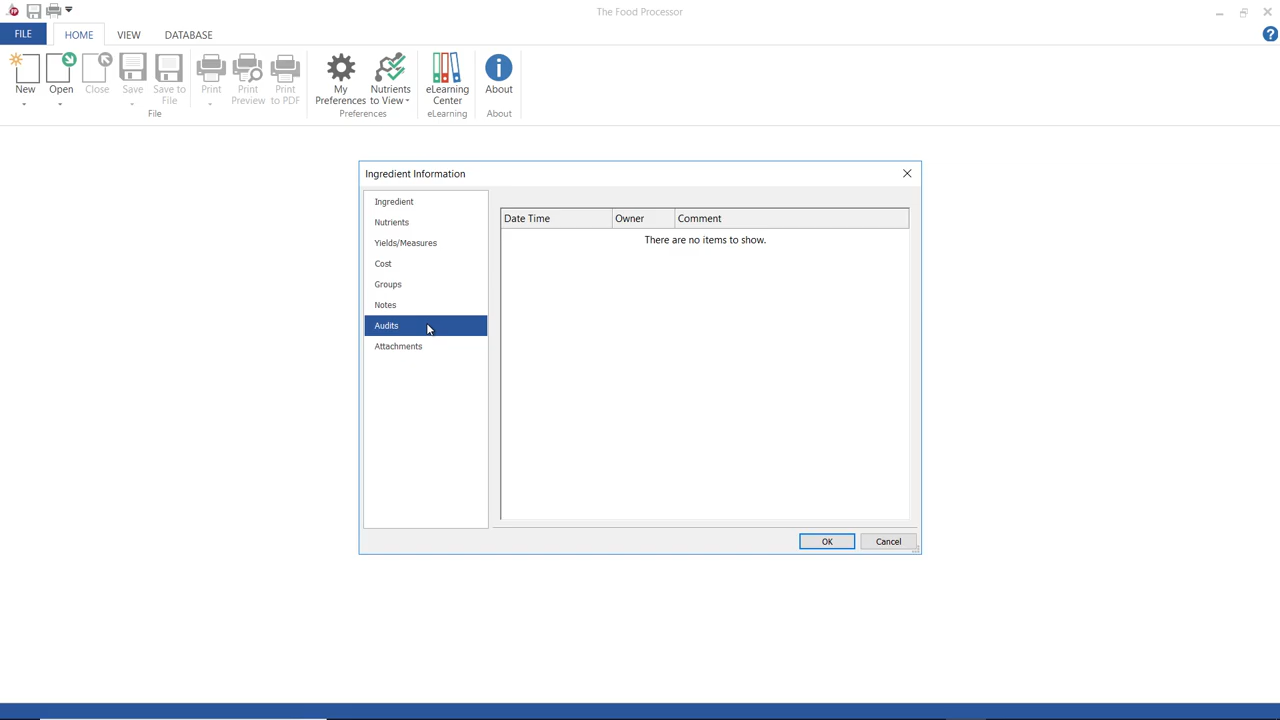 The Food Processor
FILE HOME VIEW DATABASE
New Open Close Save Save to File Print Print Preview Print to PDF My Preferences Nutrients to View eLearning Center About
File Preferences eLearning About
Ingredient Information
Ingredient
Nutrients
Yields/Measures
Cost
Groups
Notes
Audits
Attachments
Date Time Owner Comment
There are no items to show.
OK Cancel